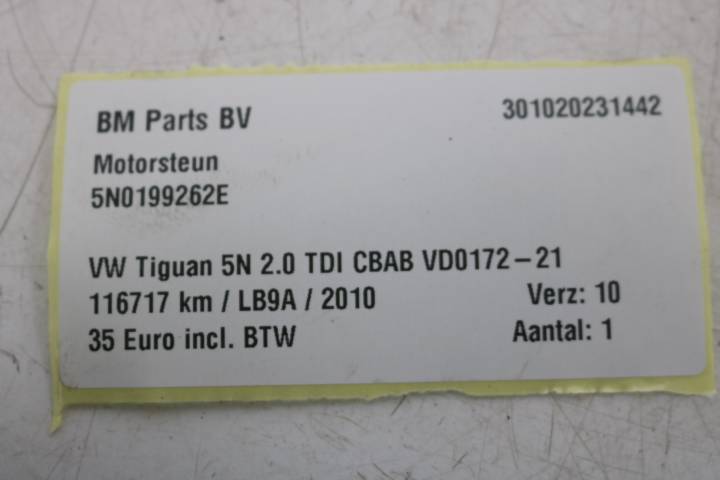 BM Parts BV 301020231442
Motorsteun
5N0199262E
VW Tiguan 5N 2.0 TDI CBAB VD0172-21
116717 km / LB9A / 2010 Verz: 10
35 Euro incl. BTW Aantal: 1